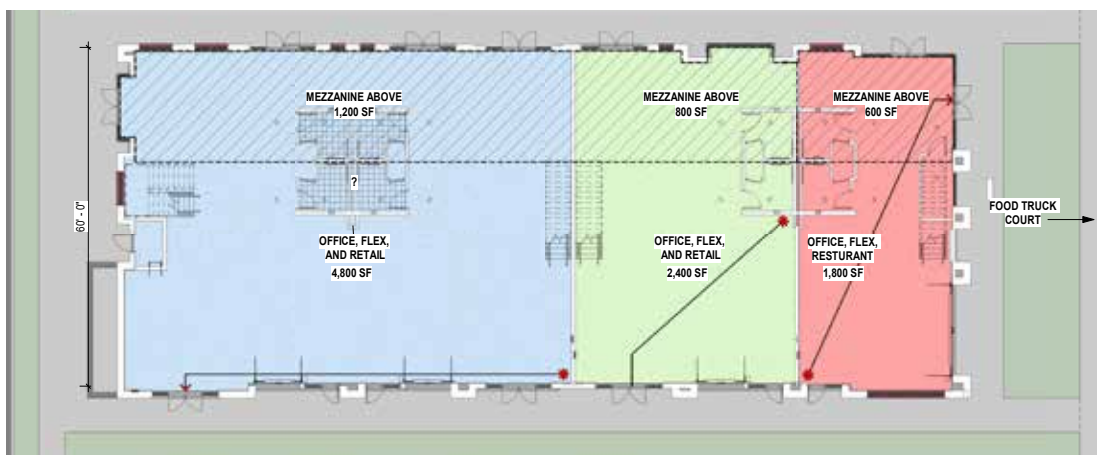 MEZZANINE ABOVE
1,200 SF
MEZZANINE ABOVE
800 SF
MEZZANINE ABOVE
600 SF
?
60' - 0"
FOOD TRUCK
COURT
OFFICE, FLEX,
AND RETAIL
4,800 SF
OFFICE, FLEX,
AND RETAIL
2,400 SF
OFFICE, FLEX,
RESTURANT
1,800 SF